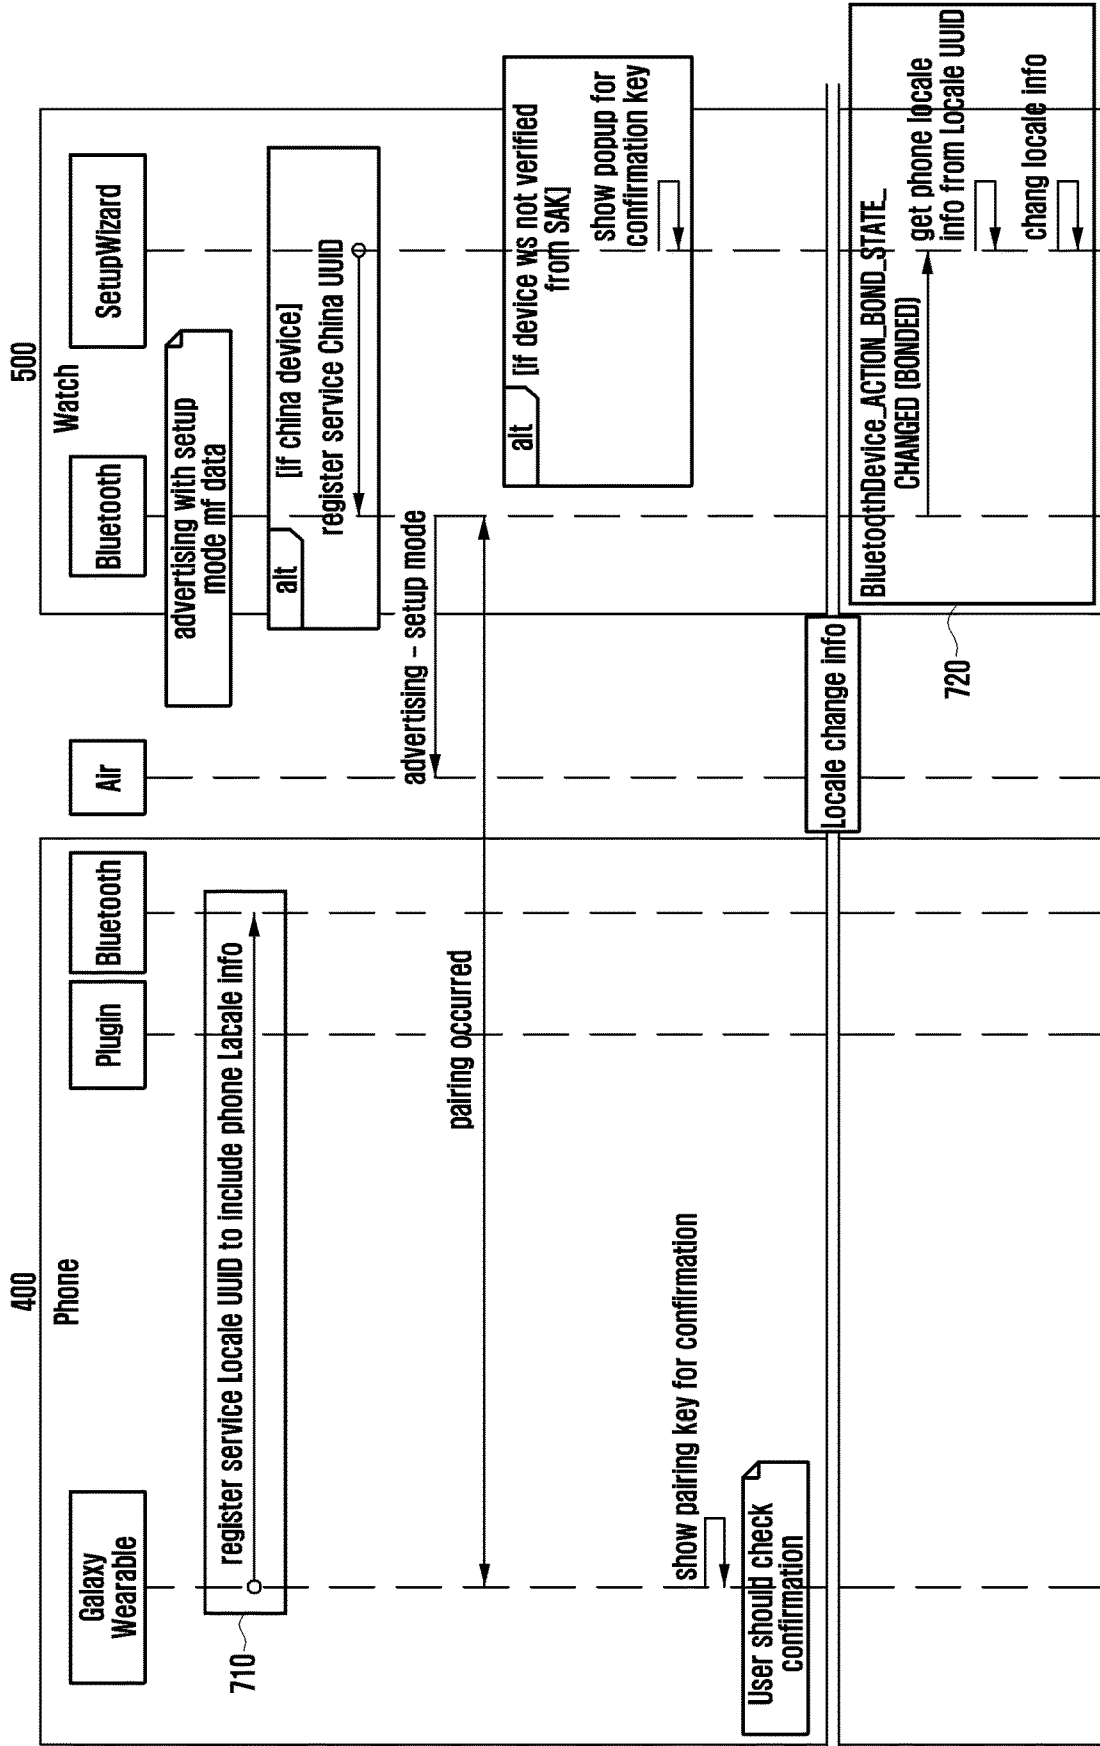 400
Phone
500
Watch
Galaxy
Wearable
Plugin
Bluetooth
Air
Bluetooth
SetupWizard
advertising with setup
mode mf data
710
register service Locale UUID to include phone Lacale info
alt
[if china device]
register service China UUID
advertising – setup mode
pairing occurred
alt
[if device ws not verified
from SAK]
show popup for
confirmation key
show pairing key for confirmation
User should check
confirmation
Locale change info
720
BluetoothDevice_ACTION_BOND_STATE_
CHANGED (BONDED)
get phone locale
info from Locale UUID
chang locale info